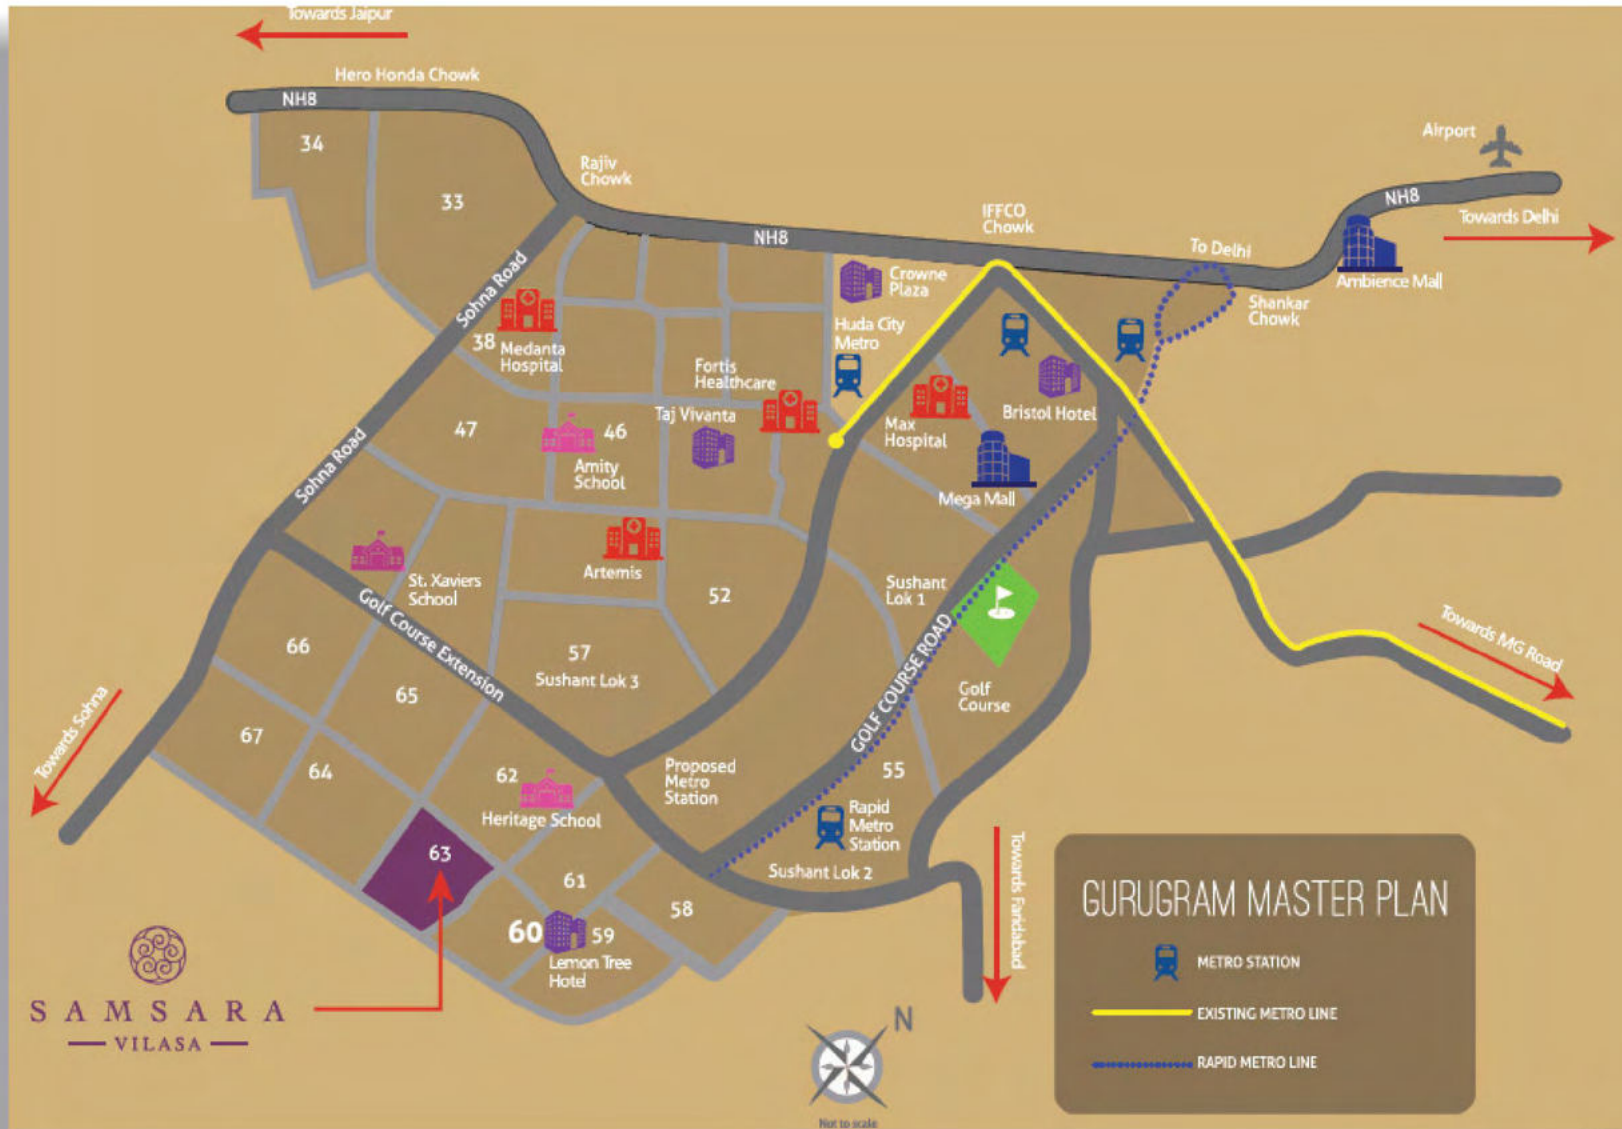 Towards Jaipur
Hero Honda Chowk
NH8
34
33
Rajiv
Chowk
Airport
NH8
Towards Delhi
IFFCO
Chowk
NH8
To Delhi
Ambience Mall
Shankar
Chowk
Crowne
Plaza
Huda City
Metro
Sohna Road
38
Medanta
Hospital
Fortis
Healthcare
Taj Vivanta
Bristol Hotel
Max
Hospital
Mega Mall
47
46
Amity
School
Sohna Road
St. Xaviers
School
Artemis
52
Sushant
Lok 1
Golf Course Extension
GOLF COURSE ROAD
Golf
Course
Towards MG Road
66
57
Sushant Lok 3
65
67
64
Towards Sohna
62
Heritage School
Proposed
Metro
Station
55
Rapid
Metro
Station
Sushant Lok 2
Towards Faridabad
63
61
58
60
59
Lemon Tree
Hotel
SAMSARA
VILASA
N
Not to scale
GURUGRAM MASTER PLAN
METRO STATION
EXISTING METRO LINE
RAPID METRO LINE